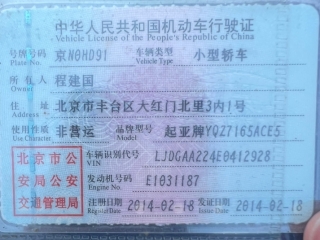 中华人民共和国机动车行驶证
Vehicle License of the People's Republic of China
号牌号码 京N0HD91 车辆类型 小型轿车
Plate No. Vehicle Type
所有人 程建国
Owner
住址 北京市丰台区大红门北里3内1号
Address
使用性质 非营运 品牌型号 起亚牌YQZ7165ACE5
Use Character Model
北京市公安局公安交通管理局
车辆识别代号 LJDGAA224E0412928
VIN
发动机号码 E1031187
Engine No.
注册日期 2014-02-18 发证日期 2014-02-18
Register Date Issue Date